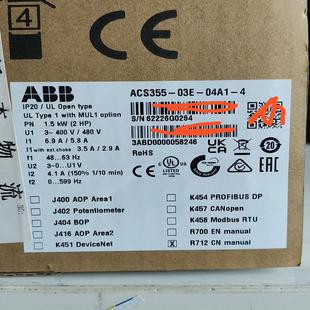 4
ABB
ACS355-03E-04A1-4
IP20 / UL Open type
UL Type 1 with MUL1 option
PN 1.5 kW (2 HP)
S/N 62226G0264
U1 3~ 400 V / 480 V
I1 6.9 A / 5.8 A
I1 with ext. choke 3.5 A / 2.9 A
3ABD0000058246
f1 48...63 Hz
RoHS
U2 3~ 0...U1 V
I2 4.1 A (150% 1/10 min)
f2 0...599 Hz
UK CA
20
J400 AOP Area1
J402 Potentiometer
J404 BOP
J416 AOP Area2
K451 DeviceNet
K454 PROFIBUS DP
K457 CANopen
K458 Modbus RTU
R700 EN manual
R712 CN manual
物
流